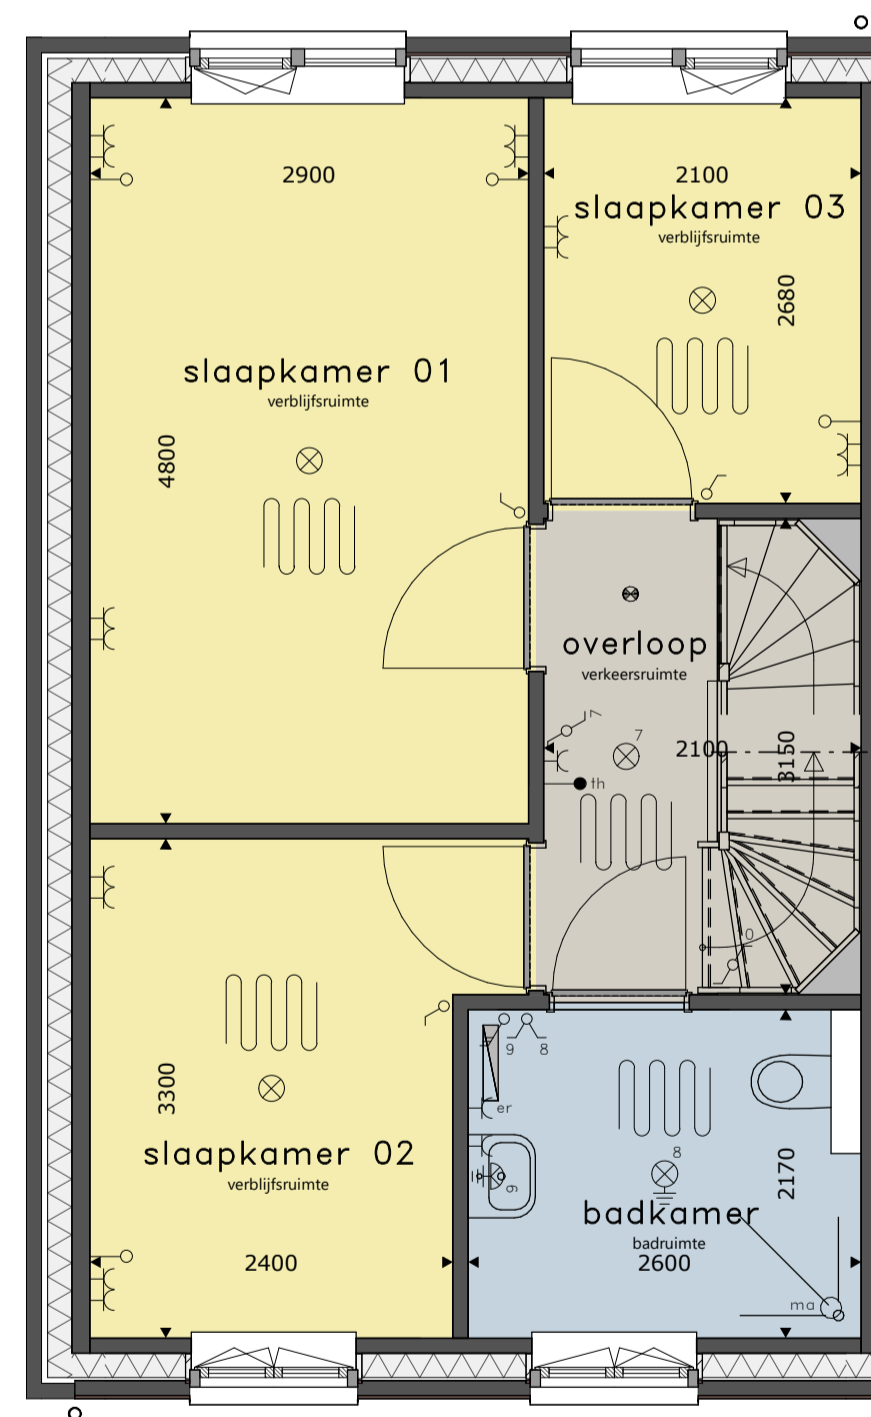 2900
2100
slaapkamer 03
verblijfsruimte
2680
slaapkamer 01
verblijfsruimte
4800
overloop
verkeersruimte
7
7
2100
3150
th
0
9 8
er
3300
8
2170
slaapkamer 02
verblijfsruimte
9
badkamer
badruimte
2400
2600
ma